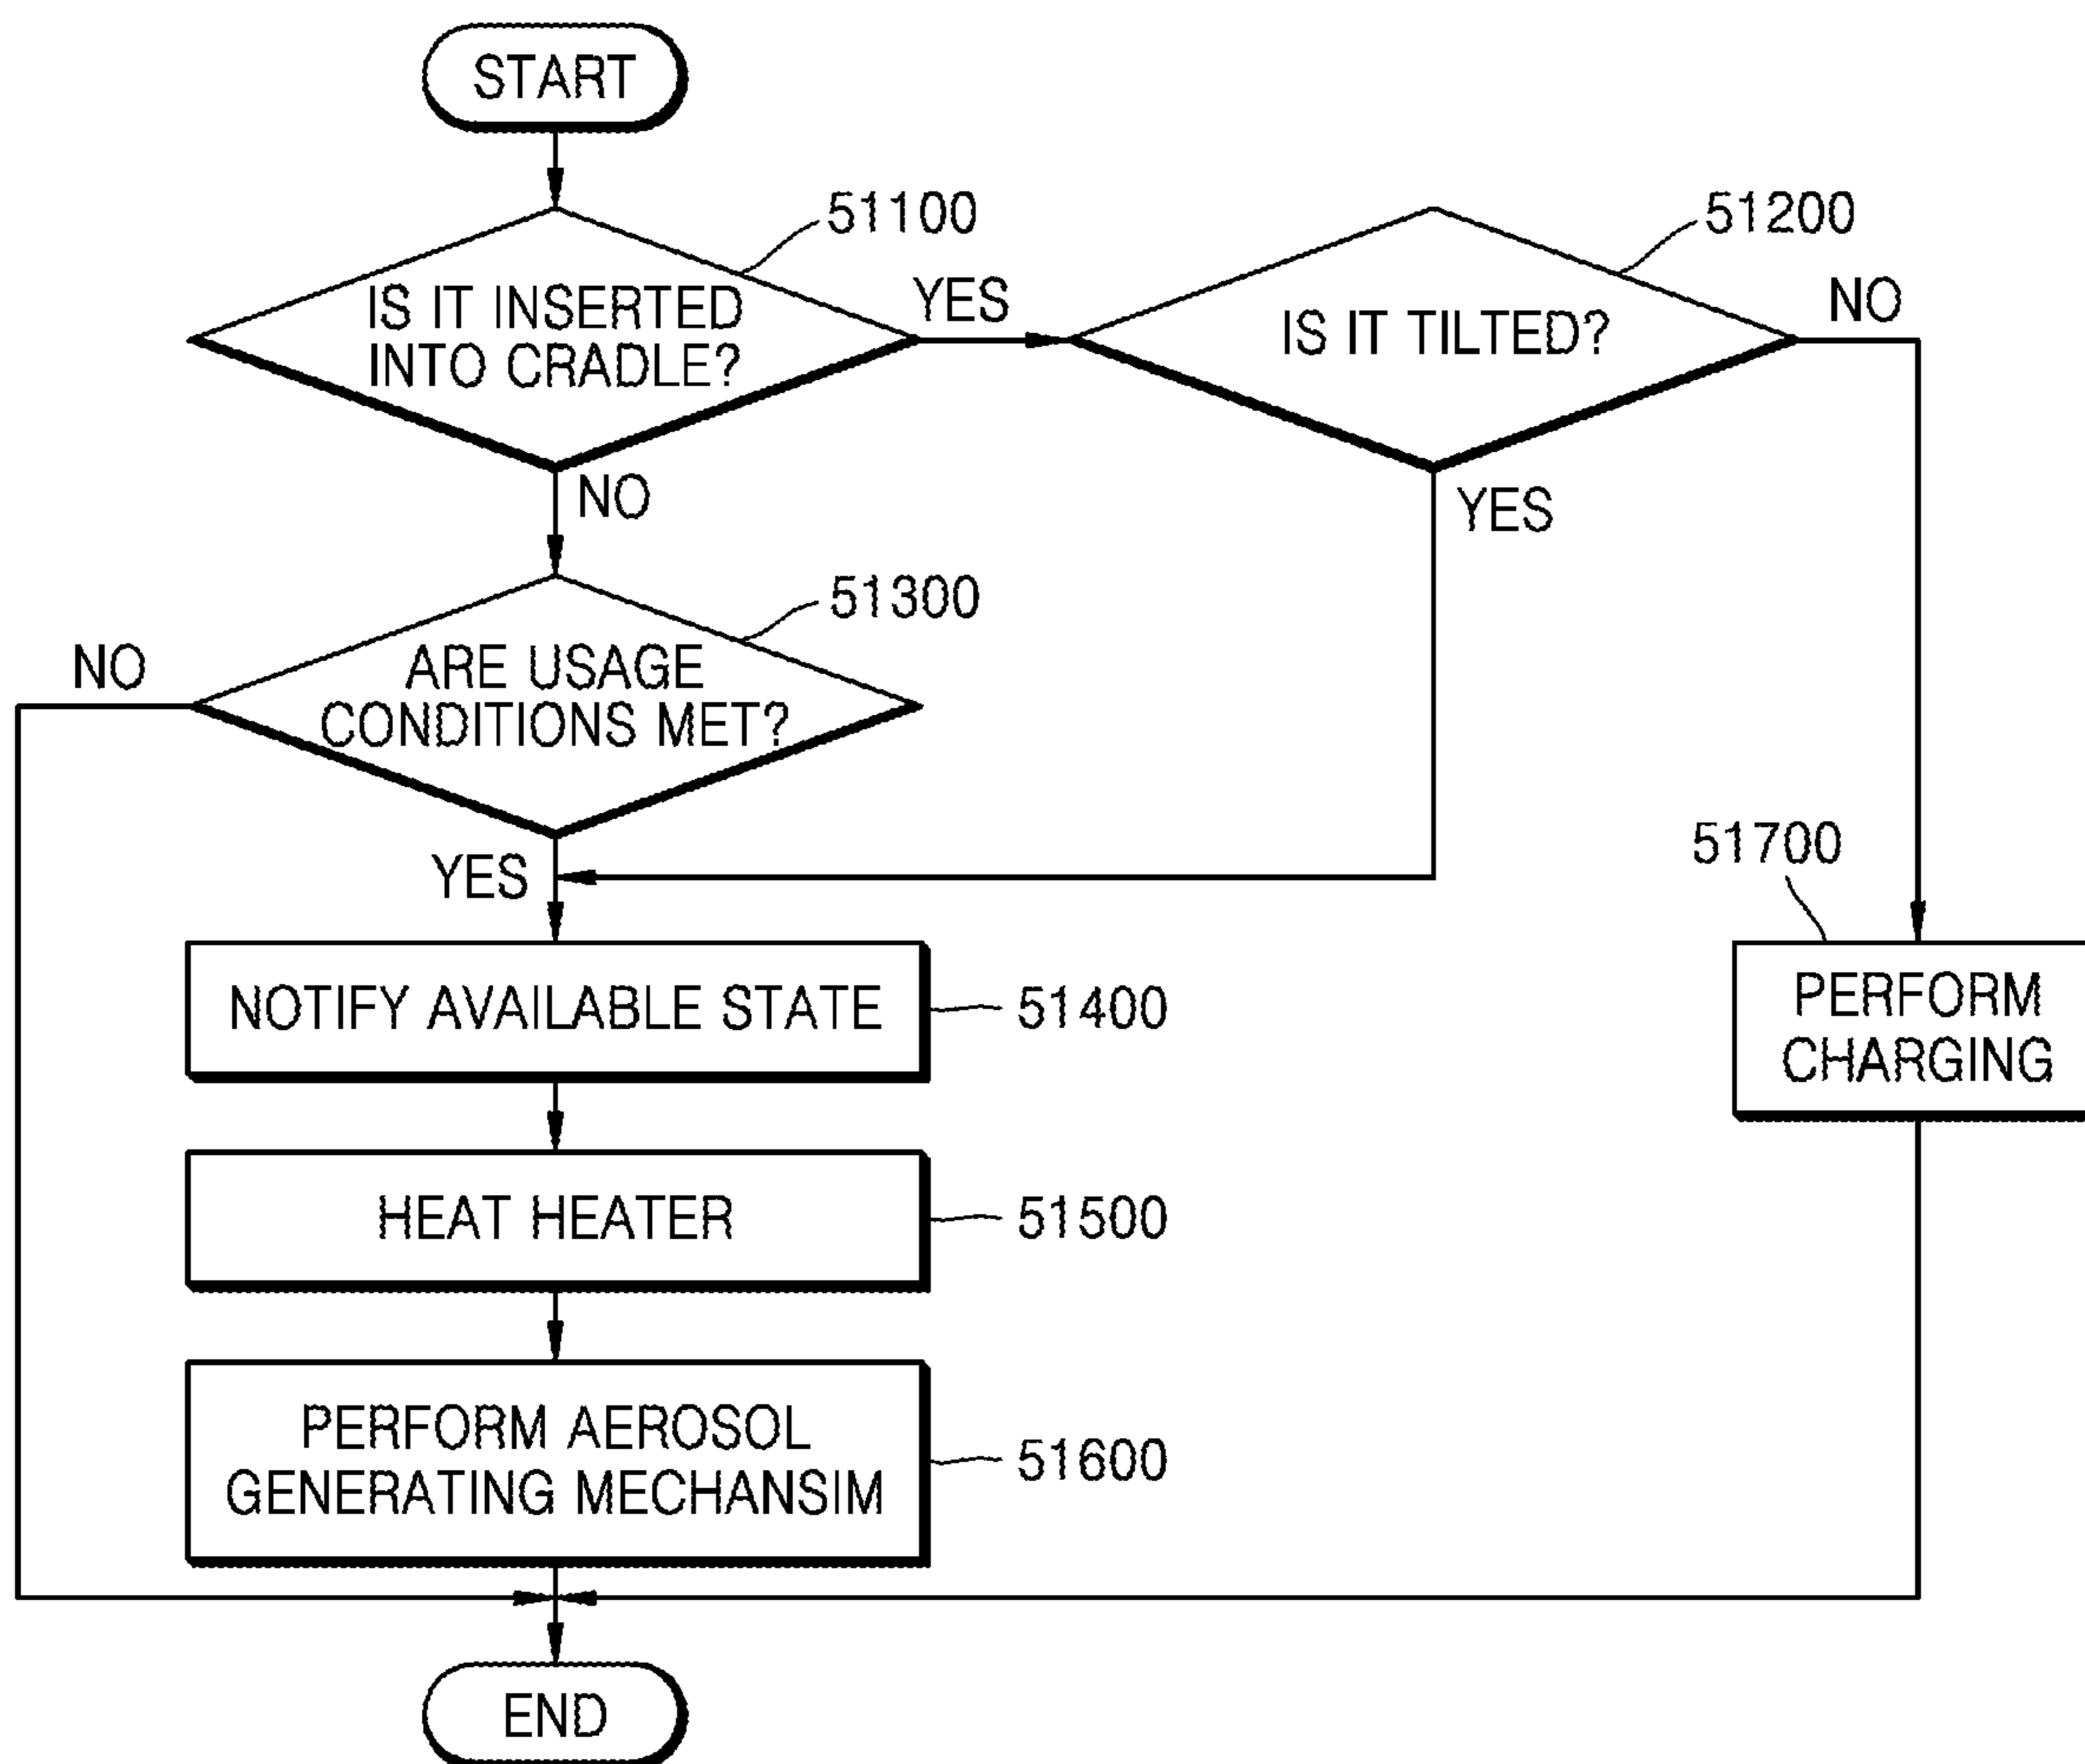 START
51100
IS IT INSERTED
INTO CRADLE?
YES
51200
IS IT TILTED?
NO
NO
YES
51300
ARE USAGE
CONDITIONS MET?
NO
YES
51700
PERFORM
CHARGING
NOTIFY AVAILABLE STATE
51400
HEAT HEATER
51500
PERFORM AEROSOL
GENERATING MECHANSIM
51600
END